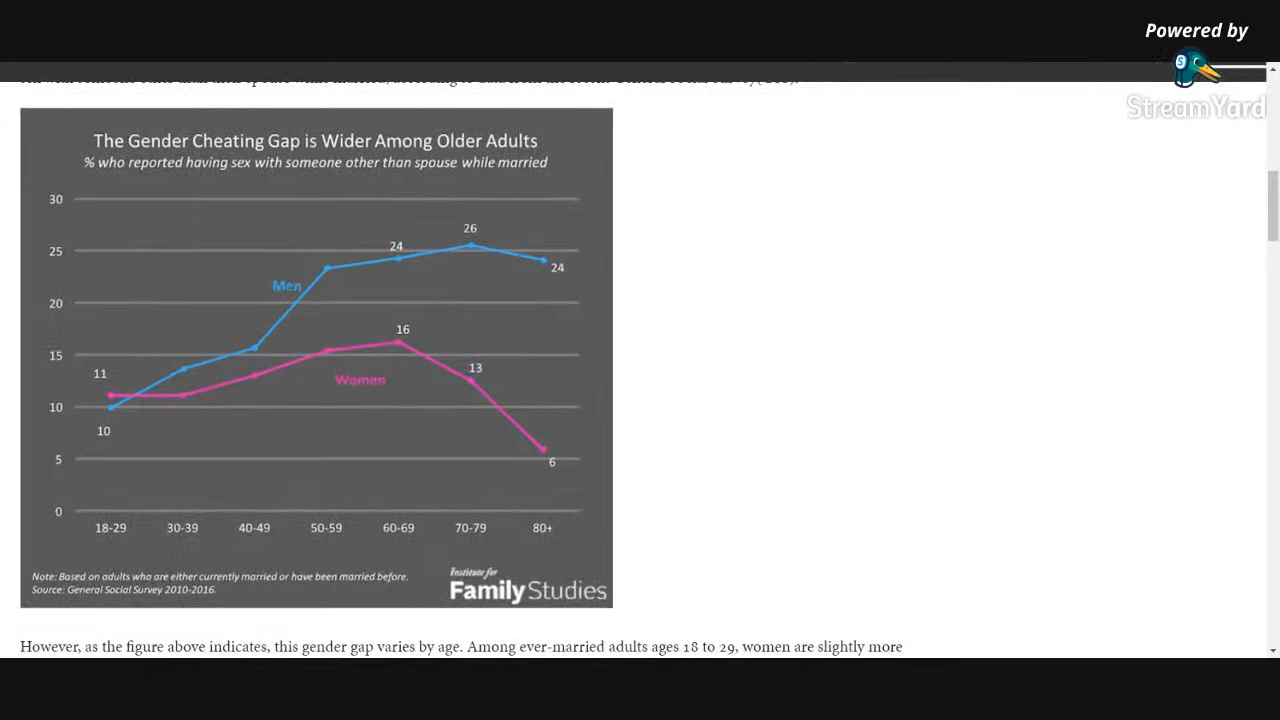 Powered by
StreamYard
The Gender Cheating Gap is Wider Among Older Adults
% who reported having sex with someone other than spouse while married
30
26
25
24
24
Men
20
16
15
13
11
Women
10
10
6
5
0
18-29 30-39 40-49 50-59 60-69 70-79 80+
Note: Based on adults who are either currently married or have been married before.
Source: General Social Survey 2010-2016.
Institute for
Family Studies
However, as the figure above indicates, this gender gap varies by age. Among ever-married adults ages 18 to 29, women are slightly more